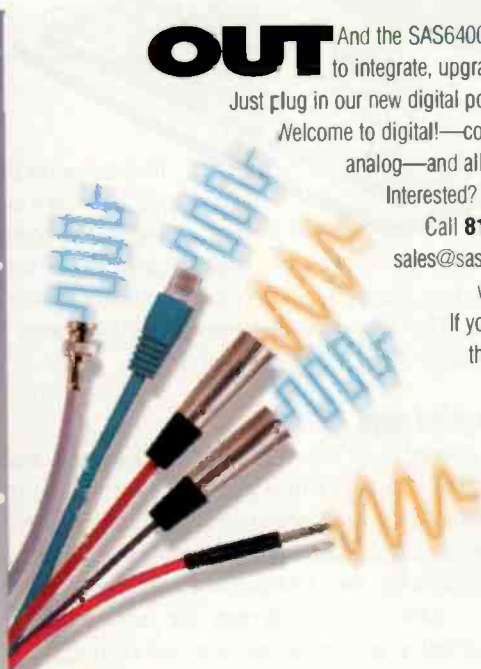 OUT And the SAS6400
to integrate, upgra
Just plug in our new digital po
Welcome to digital!—co
analog—and all
Interested?
Call 81
sales@sas
w
If yo
th